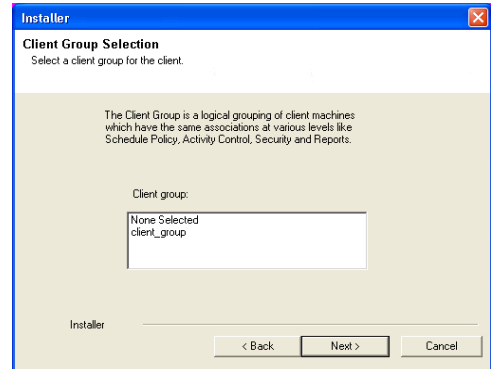 Installer
Client Group Selection
Select a client group for the client.
The Client Group is a logical grouping of client machines
which have the same associations at various levels like
Schedule Policy, Activity Control, Security and Reports.
Client group:
None Selected
client_group
Installer
< Back Next > Cancel